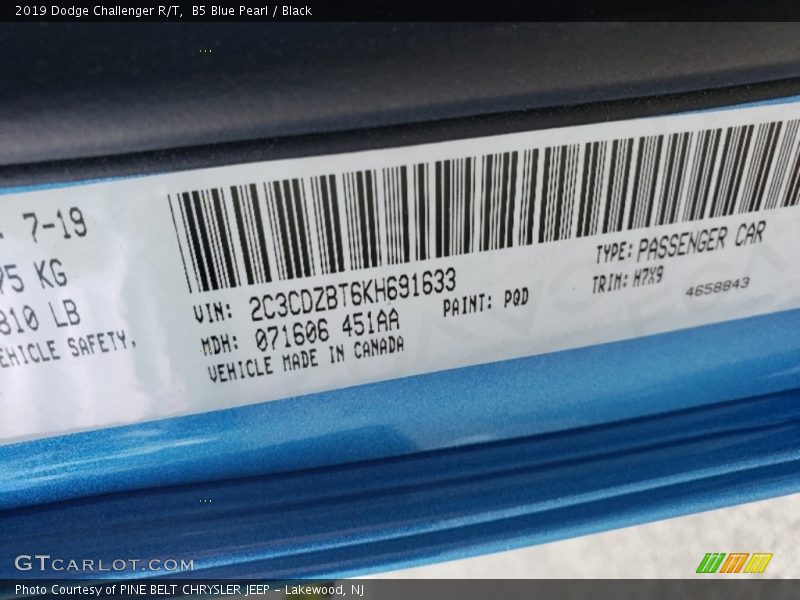 2019 Dodge Challenger R/T, B5 Blue Pearl / Black
7-19
75 KG
810 LB
VEHICLE SAFETY.
VIN: 2C3CDZBT6KH691633
MDH: 071606 451AA
VEHICLE MADE IN CANADA
PAINT: PQD
TYPE: PASSENGER CAR
TRIM: H7X9
4658843
GTCARLOT.COM
Photo Courtesy of PINE BELT CHRYSLER JEEP - Lakewood, NJ